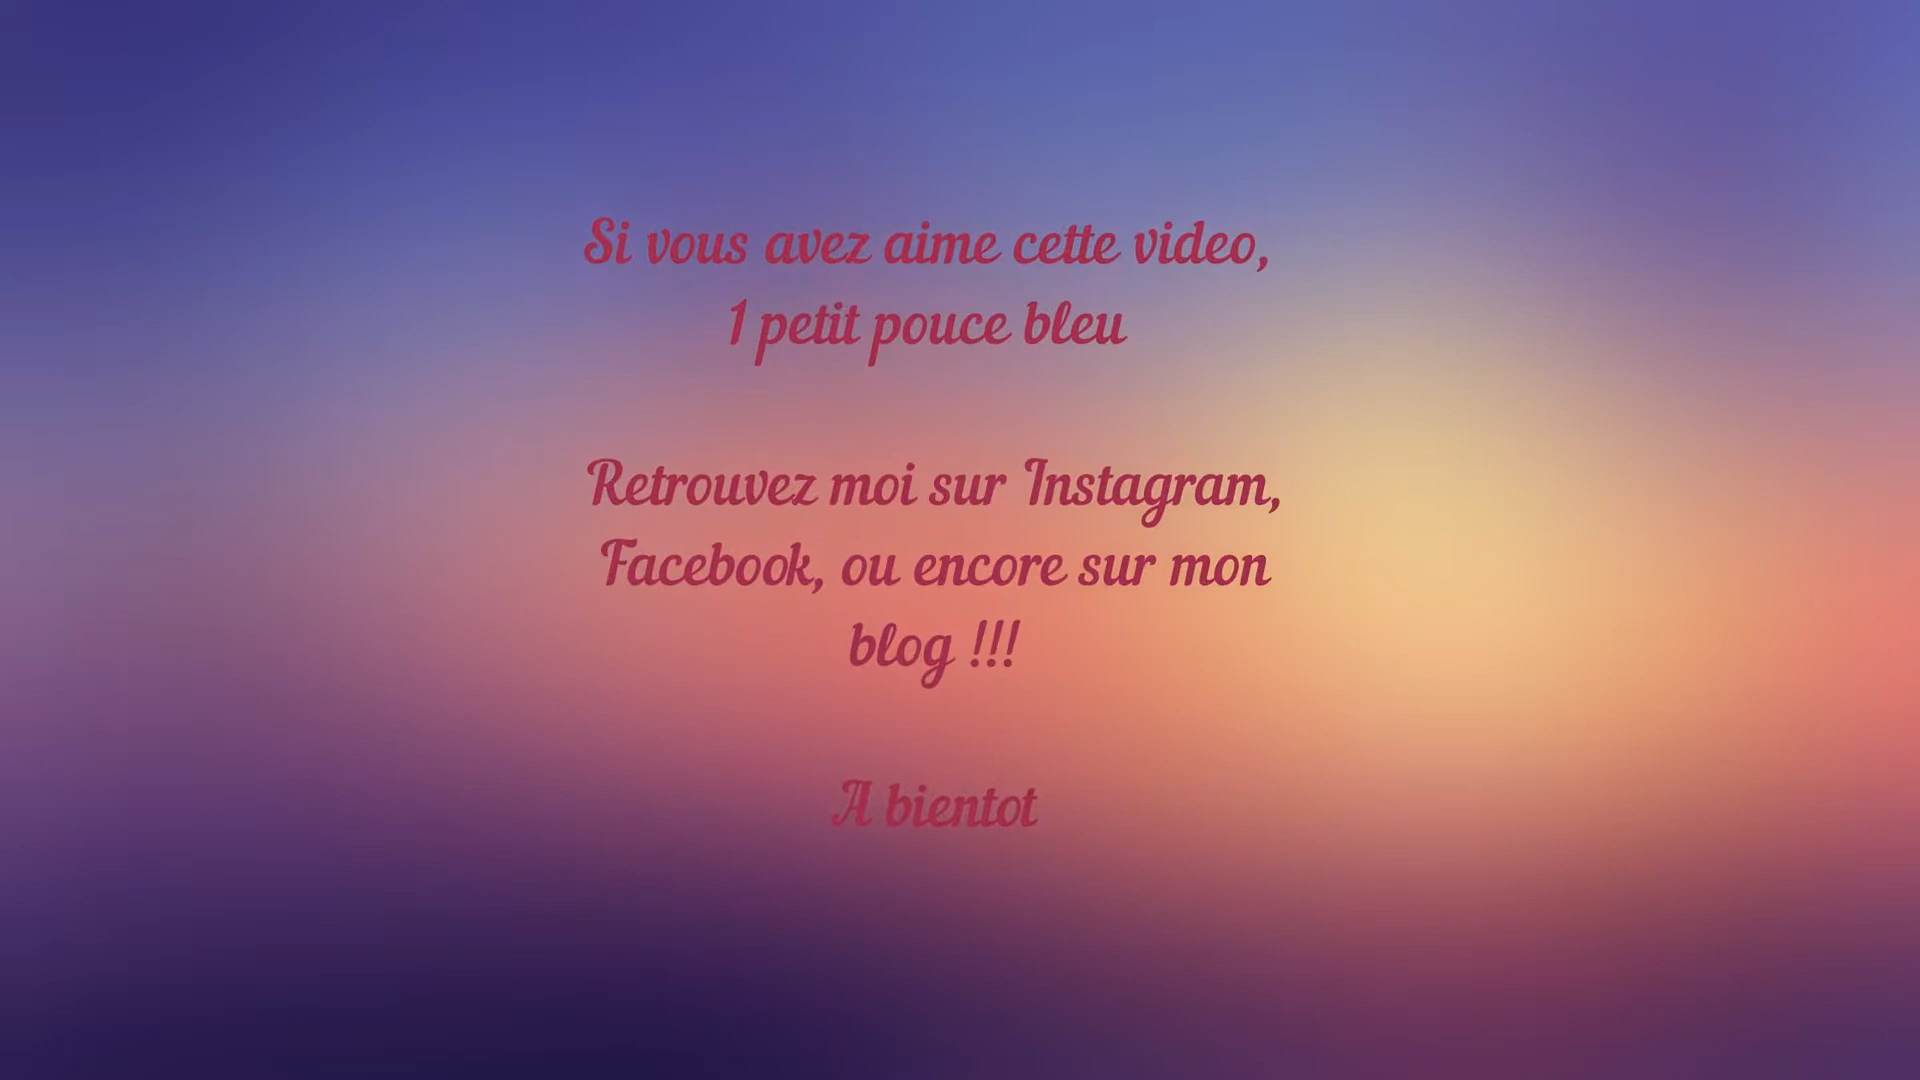 Si vous avez aime cette video,
1 petit pouce bleu
Retrouvez moi sur Instagram,
Facebook, ou encore sur mon
blog !!!
A bientot